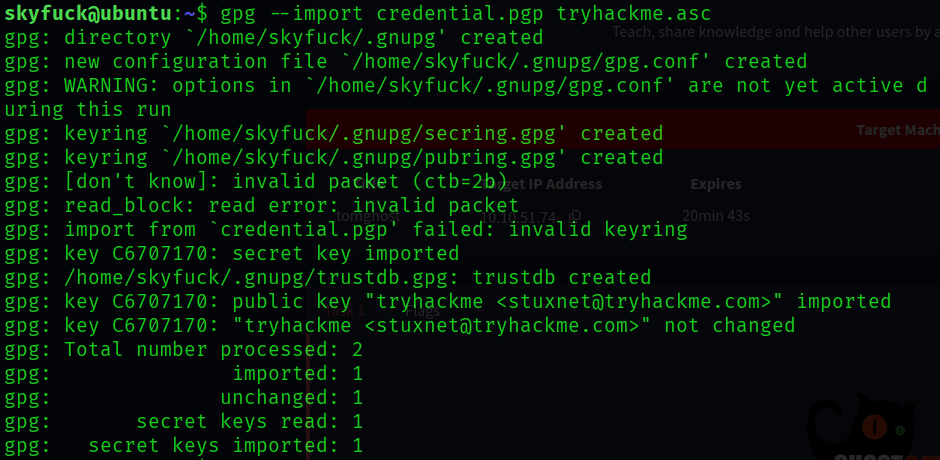 skyfuck@ubuntu:~$ gpg --import credential.pgp tryhackme.asc
gpg: directory `/home/skyfuck/.gnupg' created
Teach, share knowledge and help other users by a
gpg: new configuration file `/home/skyfuck/.gnupg/gpg.conf' created
gpg: WARNING: options in `/home/skyfuck/.gnupg/gpg.conf' are not yet active d
uring this run
gpg: keyring `/home/skyfuck/.gnupg/secring.gpg' created
Target Mach
gpg: keyring `/home/skyfuck/.gnupg/pubring.gpg' created
gpg: [don't know]: invalid packet (ctb=2b)
Target IP Address Expires
gpg: read_block: read error: invalid packet
tomghost 10.10.51.74 20min 43s
gpg: import from `credential.pgp' failed: invalid keyring
gpg: key C6707170: secret key imported
gpg: /home/skyfuck/.gnupg/trustdb.gpg: trustdb created
gpg: key C6707170: public key "tryhackme <stuxnet@tryhackme.com>" imported
Flags
gpg: key C6707170: "tryhackme <stuxnet@tryhackme.com>" not changed
gpg: Total number processed: 2
gpg:               imported: 1
gpg:              unchanged: 1
gpg:       secret keys read: 1
gpg:   secret keys imported: 1